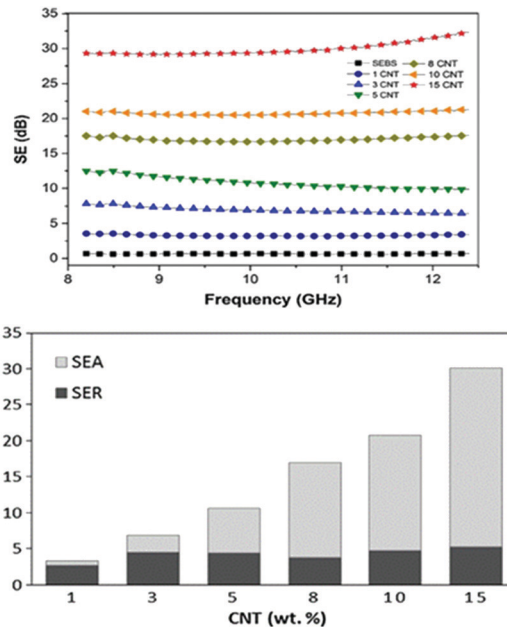 35
30
25
20
15
10
5
0
SE (dB)
SEBS
1 CNT
3 CNT
5 CNT
8 CNT
10 CNT
15 CNT
8 9 10 11 12
Frequency (GHz)
35
30
25
20
15
10
5
0
SEA
SER
1 3 5 8 10 15
CNT (wt. %)